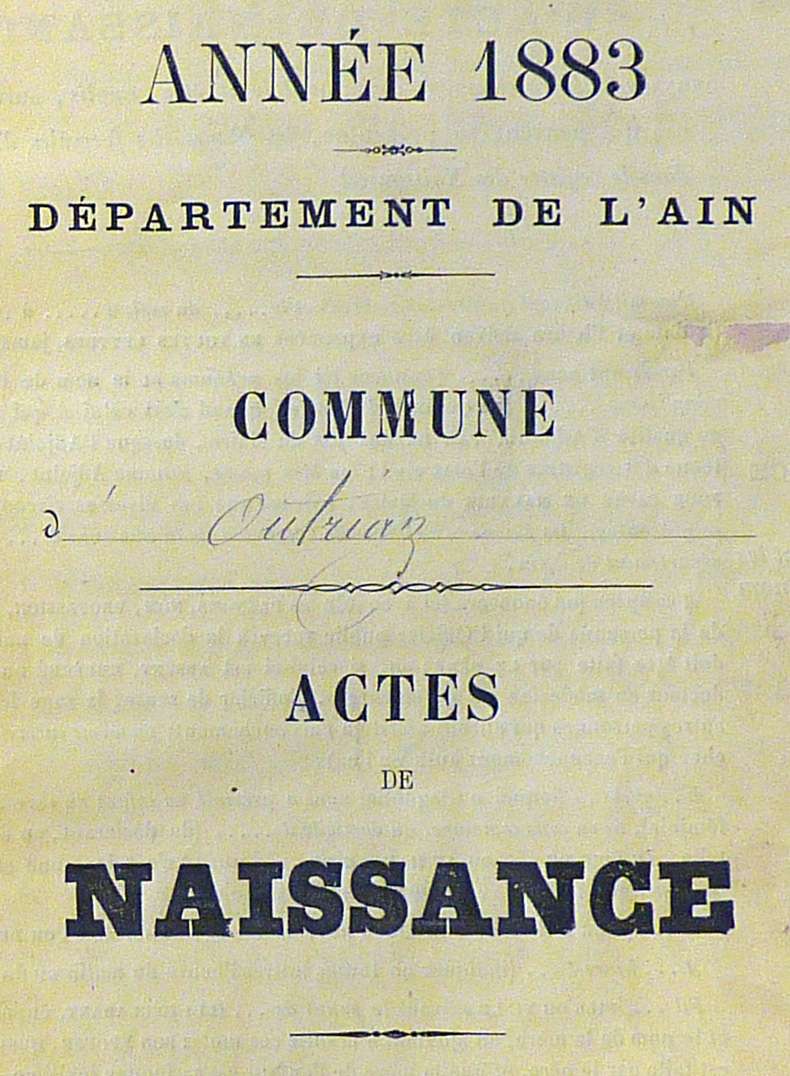 ANNÉE 1883
DÉPARTEMENT DE L'AIN
COMMUNE
d' Outriaz
ACTES
DE
NAISSANCE